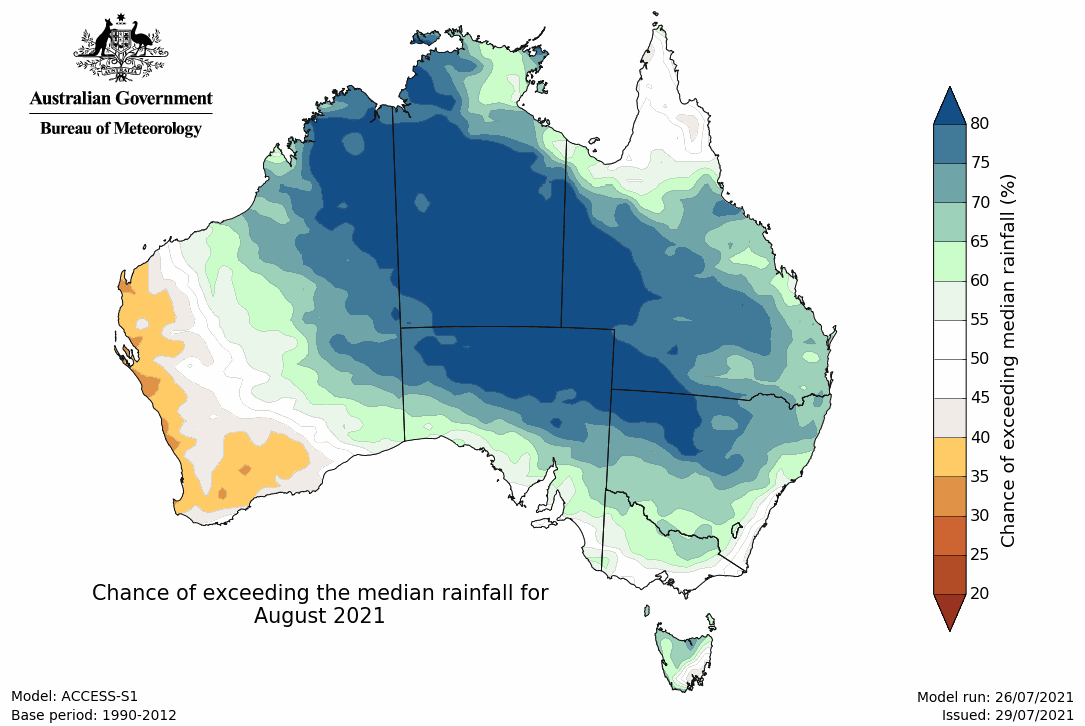 Australian Government
Bureau of Meteorology
80
75
70
65
60
55
50
45
40
35
30
25
20
Chance of exceeding median rainfall (%)
Chance of exceeding the median rainfall for
August 2021
Model: ACCESS-S1
Base period: 1990-2012
Model run: 26/07/2021
Issued: 29/07/2021